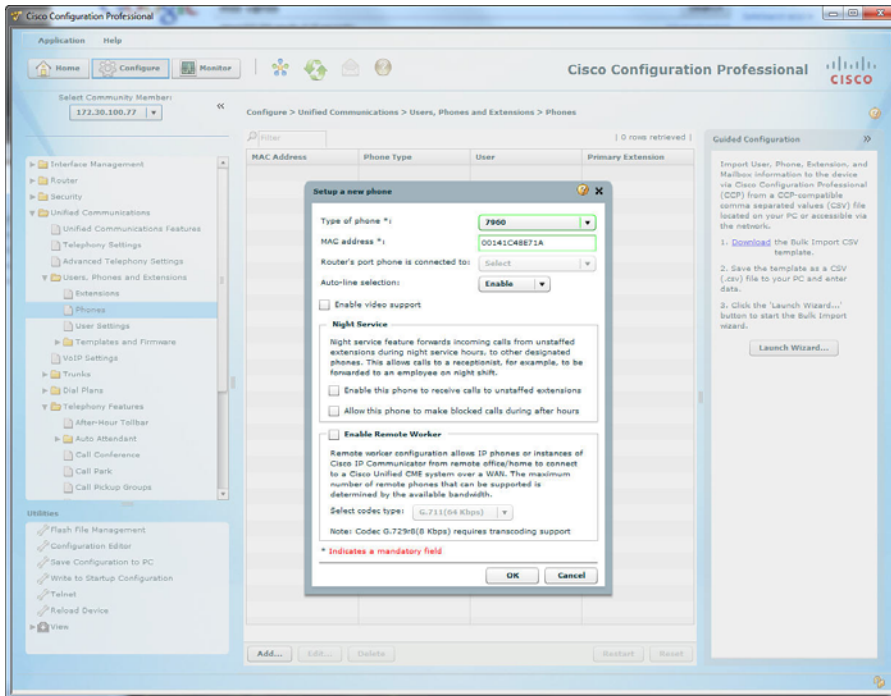 Cisco Configuration Professional
Application Help
Home Configure Monitor
Cisco Configuration Professional
CISCO
Select Community Member:
172.30.100.77
Configure > Unified Communications > Users, Phones and Extensions > Phones
Interface Management
Router
Security
Unified Communications
Unified Communications Features
Telephony Settings
Advanced Telephony Settings
Users, Phones and Extensions
Extensions
Phones
User Settings
Templates and Firmware
VoIP Settings
Trunks
Dial Plans
Telephony Features
After-Hour Tollbar
Auto Attendant
Call Conference
Call Park
Call Pickup Groups
Utilities
Flash File Management
Configuration Editor
Save Configuration to PC
Write to Startup Configuration
Telnet
Reload Device
View
Filter
| 0 rows retrieved |
MAC Address Phone Type User Primary Extension
Setup a new phone
Type of phone *: 7960
MAC address *: 00141C48E71A
Router's port phone is connected to: Select
Auto-line selection: Enable
Enable video support
Night Service
Night service feature forwards incoming calls from unstaffed
extensions during night service hours, to other designated
phones. This allows calls to a receptionist, for example, to be
forwarded to an employee on night shift.
Enable this phone to receive calls to unstaffed extensions
Allow this phone to make blocked calls during after hours
Enable Remote Worker
Remote worker configuration allows IP phones or instances of
Cisco IP Communicator from remote office/home to connect
to a Cisco Unified CME system over a WAN. The maximum
number of remote phones that can be supported is
determined by the available bandwidth.
Select codec type: G.711(64 Kbps)
Note: Codec G.729r8(8 Kbps) requires transcoding support
* Indicates a mandatory field
OK Cancel
Add... Edit... Delete Restart Reset
Guided Configuration
Import User, Phone, Extension, and
Mailbox information to the device
via Cisco Configuration Professional
(CCP) from a CCP-compatible
comma separated values (CSV) file
located on your PC or accessible via
the network.
1. Download the Bulk Import CSV
template.
2. Save the template as a CSV
(.csv) file to your PC and enter
data.
3. Click the 'Launch Wizard...'
button to start the Bulk Import
wizard.
Launch Wizard...